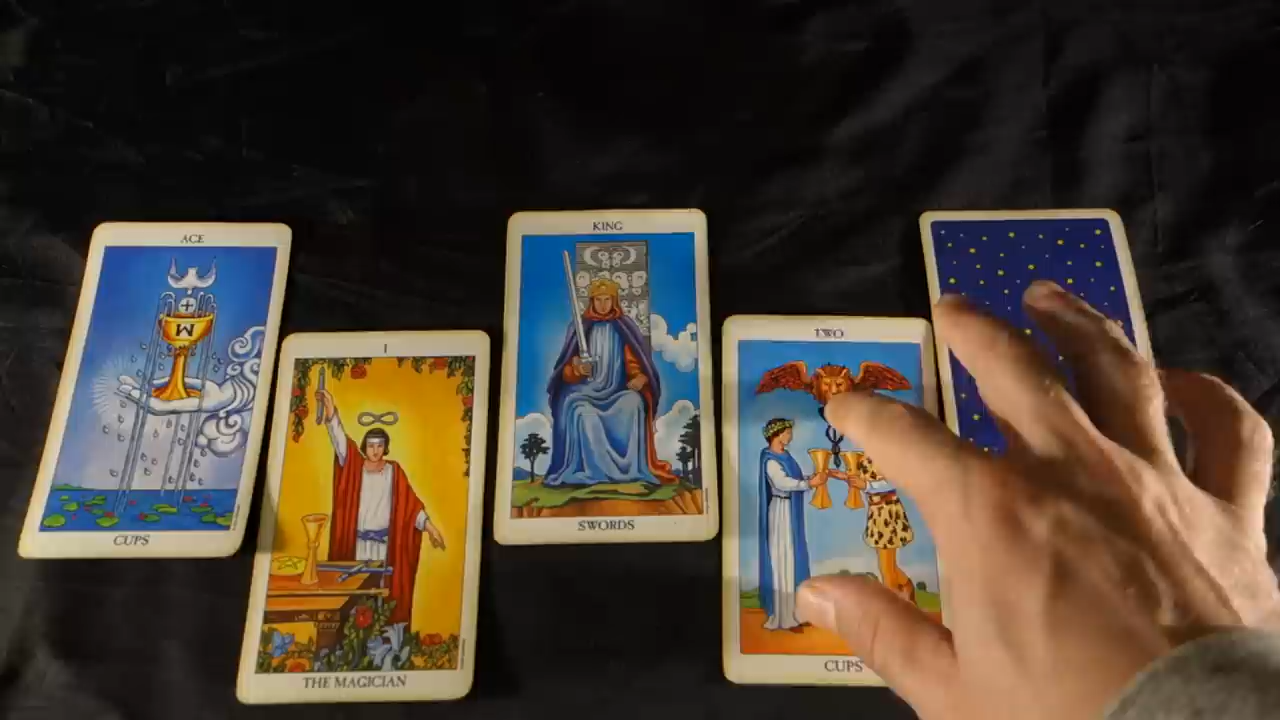 ACE
CUPS
I
THE MAGICIAN
KING
SWORDS
TWO
CUPS